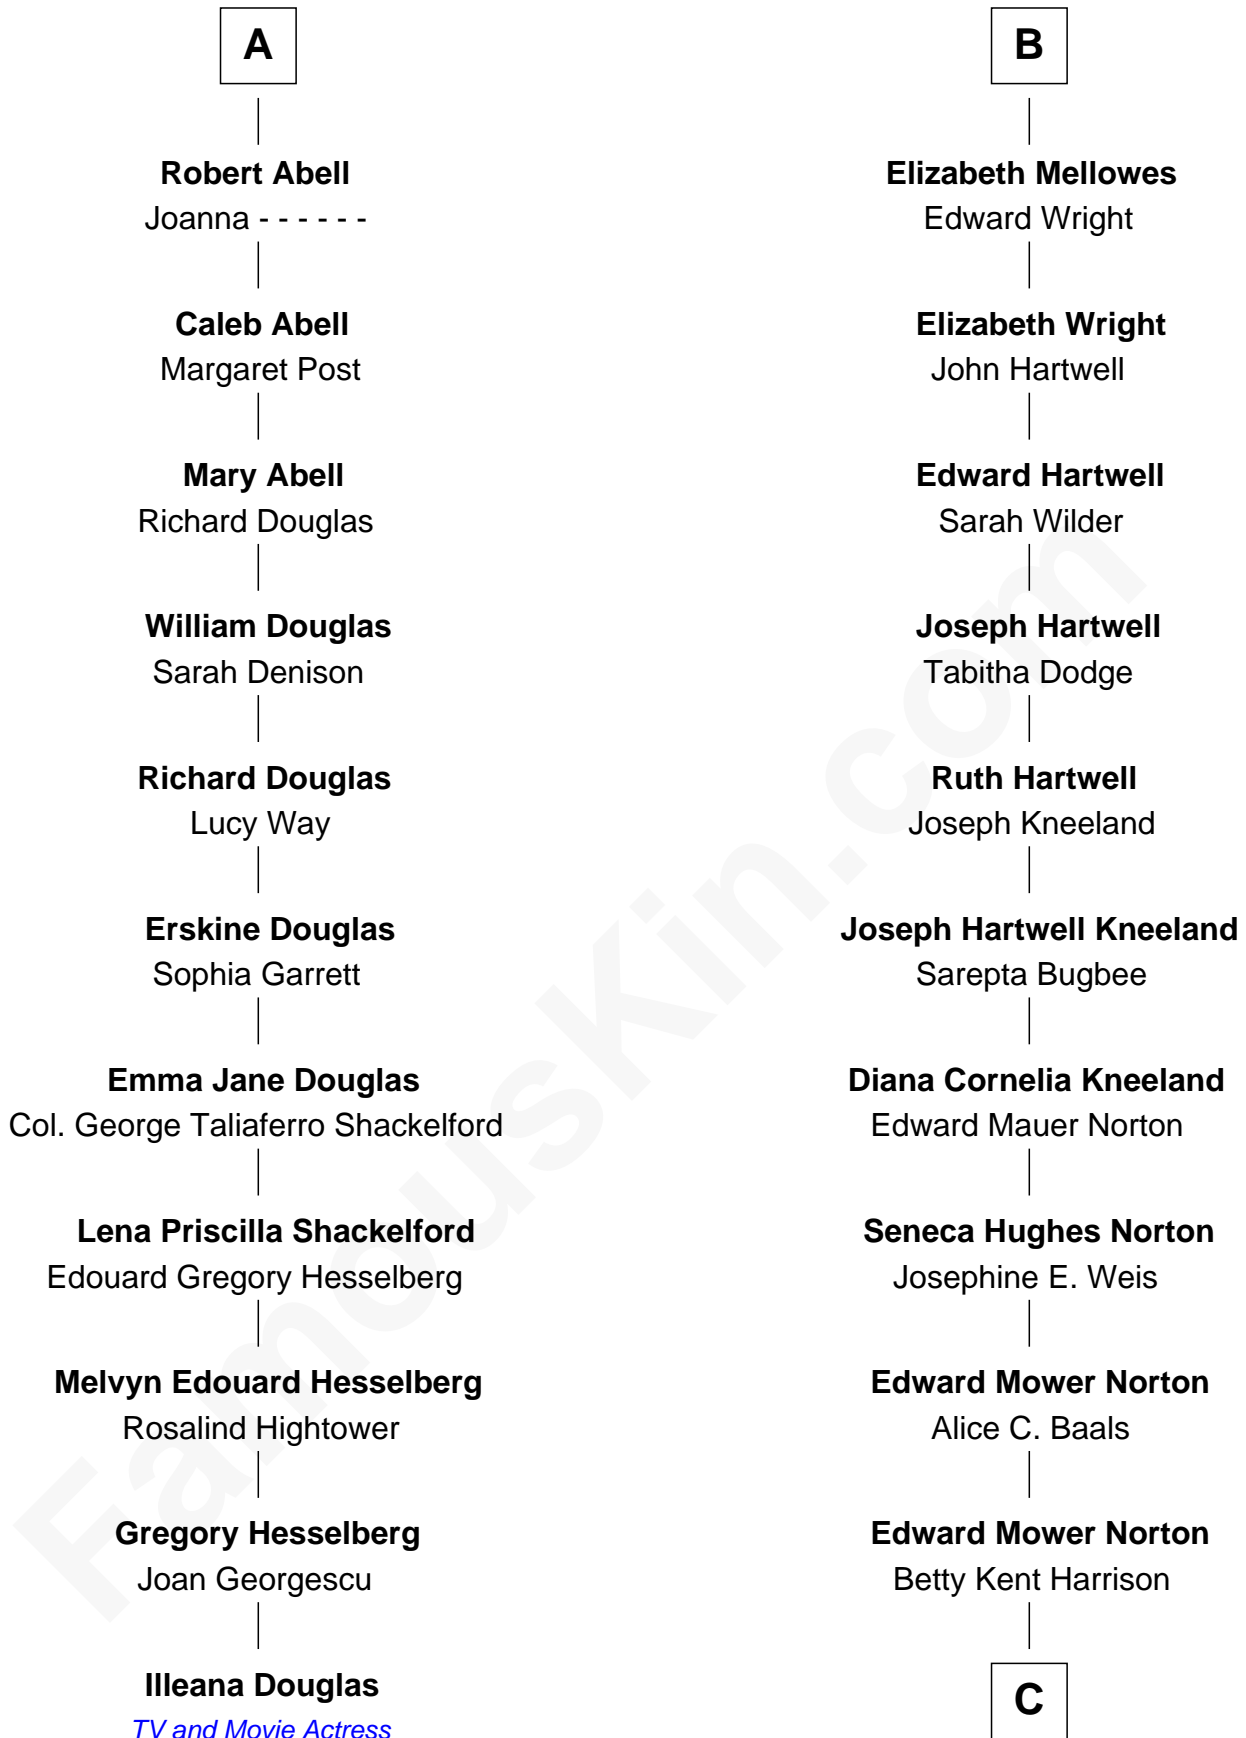 A
Robert Abell
Joanna - - - - - -
Caleb Abell
Margaret Post
Mary Abell
Richard Douglas
William Douglas
Sarah Denison
Richard Douglas
Lucy Way
Erskine Douglas
Sophia Garrett
Emma Jane Douglas
Col. George Taliaferro Shackelford
Lena Priscilla Shackelford
Edouard Gregory Hesselberg
Melvyn Edouard Hesselberg
Rosalind Hightower
Gregory Hesselberg
Joan Georgescu
Illeana Douglas
TV and Movie Actress
B
Elizabeth Mellowes
Edward Wright
Elizabeth Wright
John Hartwell
Edward Hartwell
Sarah Wilder
Joseph Hartwell
Tabitha Dodge
Ruth Hartwell
Joseph Kneeland
Joseph Hartwell Kneeland
Sarepta Bugbee
Diana Cornelia Kneeland
Edward Mauer Norton
Seneca Hughes Norton
Josephine E. Weis
Edward Mower Norton
Alice C. Baals
Edward Mower Norton
Betty Kent Harrison
C
FamousKin.com